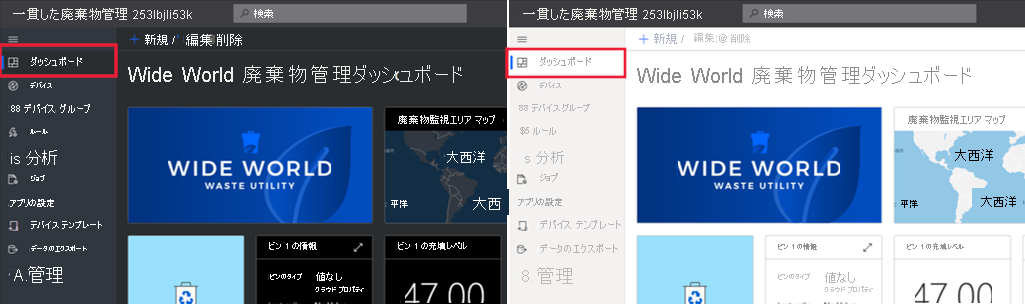 一貫した廃棄物管理 253lbjli53k
検索
新規 / 編集削除
ダッシュボード
Wide World 廃棄物管理ダッシュボード
デバイス
88 デバイス グループ
ルール
is 分析
ジョブ
アプリの設定
デバイス テンプレート
データのエクスポート
A.管理
WIDE WORLD
WASTE UTILITY
廃棄物監視エリア マップ
大西洋
平洋
大西
ビン 1 の情報
ビンのタイプ
値なし
クラウド プロパティ
ビン 1 の充填レベル
47.00
一貫した廃棄物管理 253lbjli53k
検索
新規 / 編集@削除
ダッシュボード
Wide World 廃棄物管理ダッシュボード
デバイス
88 デバイスグループ
$5 ルール
s 分析
ジョブ
アプリの設定
デバイス テンプレート
データのエクスポート
8.管理
WIDE WORLD
WASTE UTILITY
廃棄物監視エリア マップ
大西洋
平洋
大西洋
ビン 1 の情報
ビンのタイプ
値なし
クラウド プロパティ
ビン 1 の充填レベル
47.00